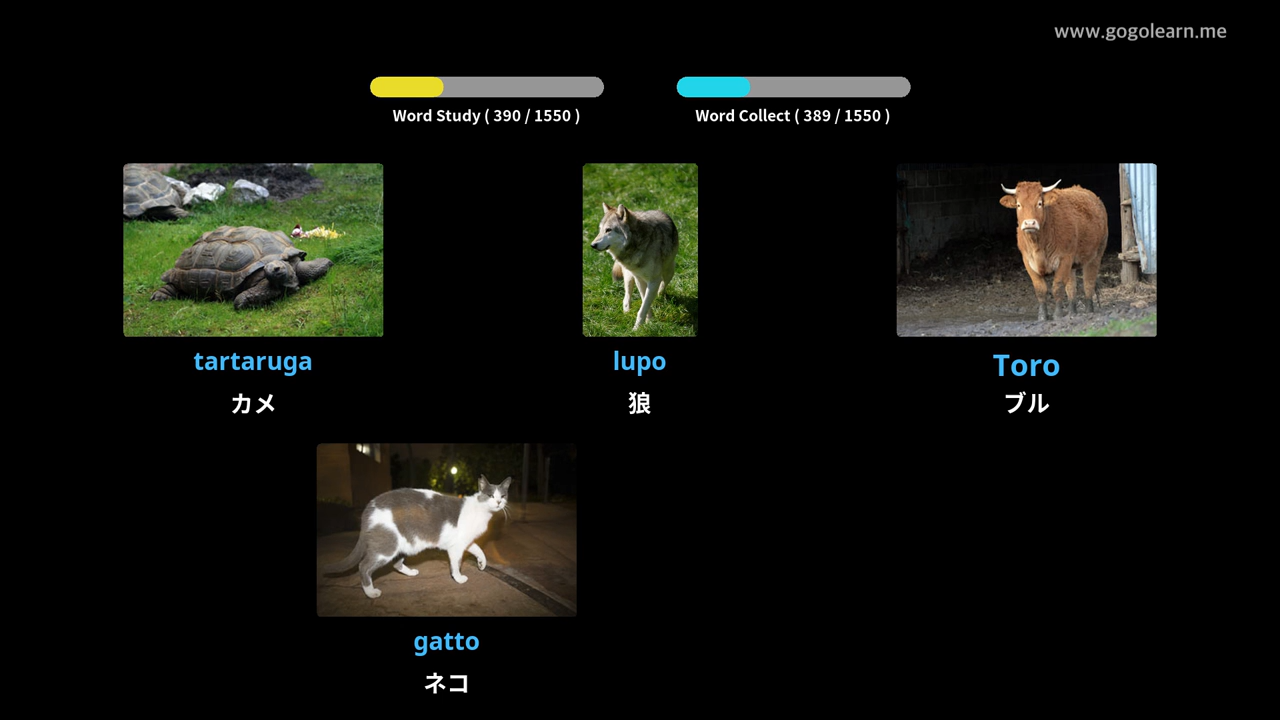 www.gogolearn.me
Word Study ( 390 / 1550 )
Word Collect ( 389 / 1550 )
tartaruga
カメ
lupo
狼
Toro
ブル
gatto
ネコ